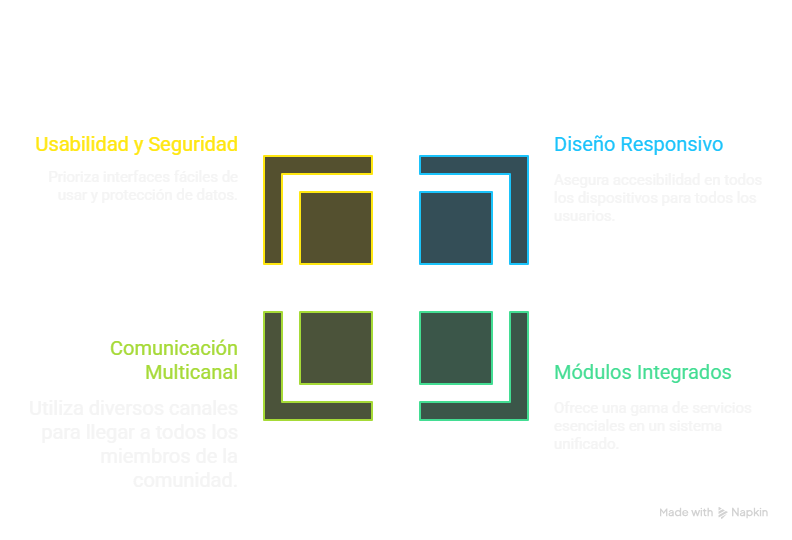 Usabilidad y Seguridad
Prioriza interfaces fáciles de
usar y protección de datos.
Diseño Responsivo
Asegura accesibilidad en todos
los dispositivos para todos los
usuarios.
Comunicación
Multicanal
Utiliza diversos canales
para llegar a todos los
miembros de la
comunidad.
Módulos Integrados
Ofrece una gama de servicios
esenciales en un sistema
unificado.
Made with Napkin